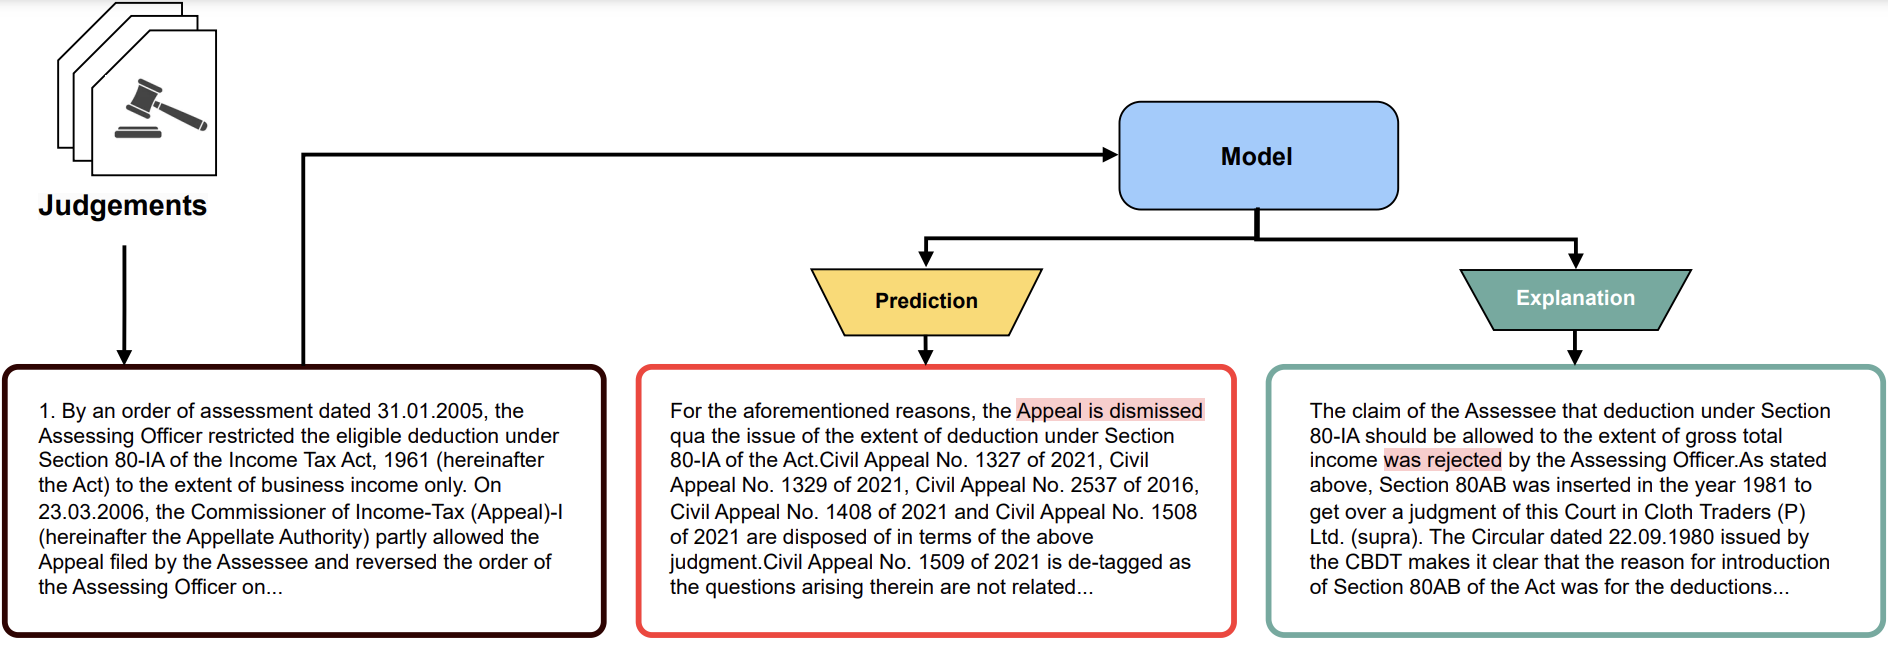 Judgements
Model
Prediction
Explanation
1. By an order of assessment dated 31.01.2005, the
Assessing Officer restricted the eligible deduction under
Section 80-IA of the Income Tax Act, 1961 (hereinafter
the Act) to the extent of business income only. On
23.03.2006, the Commissioner of Income-Tax (Appeal)-I
(hereinafter the Appellate Authority) partly allowed the
Appeal filed by the Assessee and reversed the order of
the Assessing Officer on...
For the aforementioned reasons, the Appeal is dismissed
qua the issue of the extent of deduction under Section
80-IA of the Act.Civil Appeal No. 1327 of 2021, Civil
Appeal No. 1329 of 2021, Civil Appeal No. 2537 of 2016,
Civil Appeal No. 1408 of 2021 and Civil Appeal No. 1508
of 2021 are disposed of in terms of the above
judgment.Civil Appeal No. 1509 of 2021 is de-tagged as
the questions arising therein are not related...
The claim of the Assessee that deduction under Section
80-IA should be allowed to the extent of gross total
income was rejected by the Assessing Officer.As stated
above, Section 80AB was inserted in the year 1981 to
get over a judgment of this Court in Cloth Traders (P)
Ltd. (supra). The Circular dated 22.09.1980 issued by
the CBDT makes it clear that the reason for introduction
of Section 80AB of the Act was for the deductions...